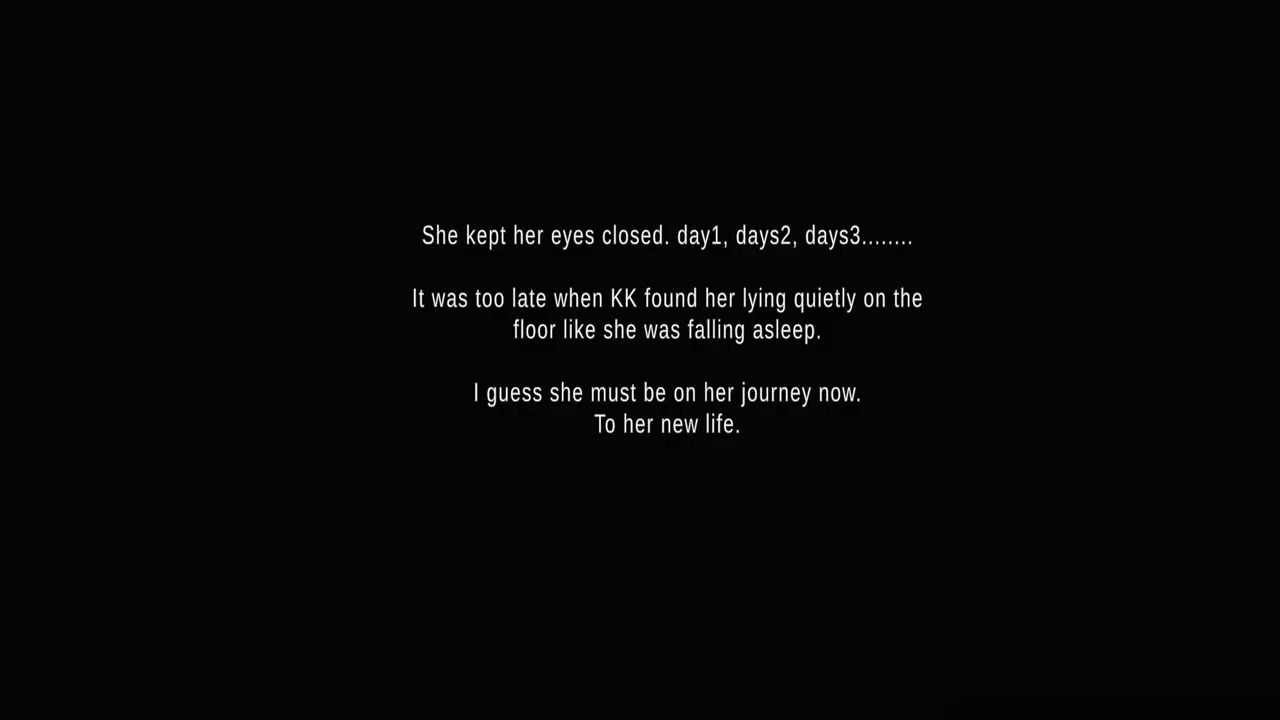 She kept her eyes closed. day1, days2, days3........
It was too late when KK found her lying quietly on the
floor like she was falling asleep.
I guess she must be on her journey now.
To her new life.